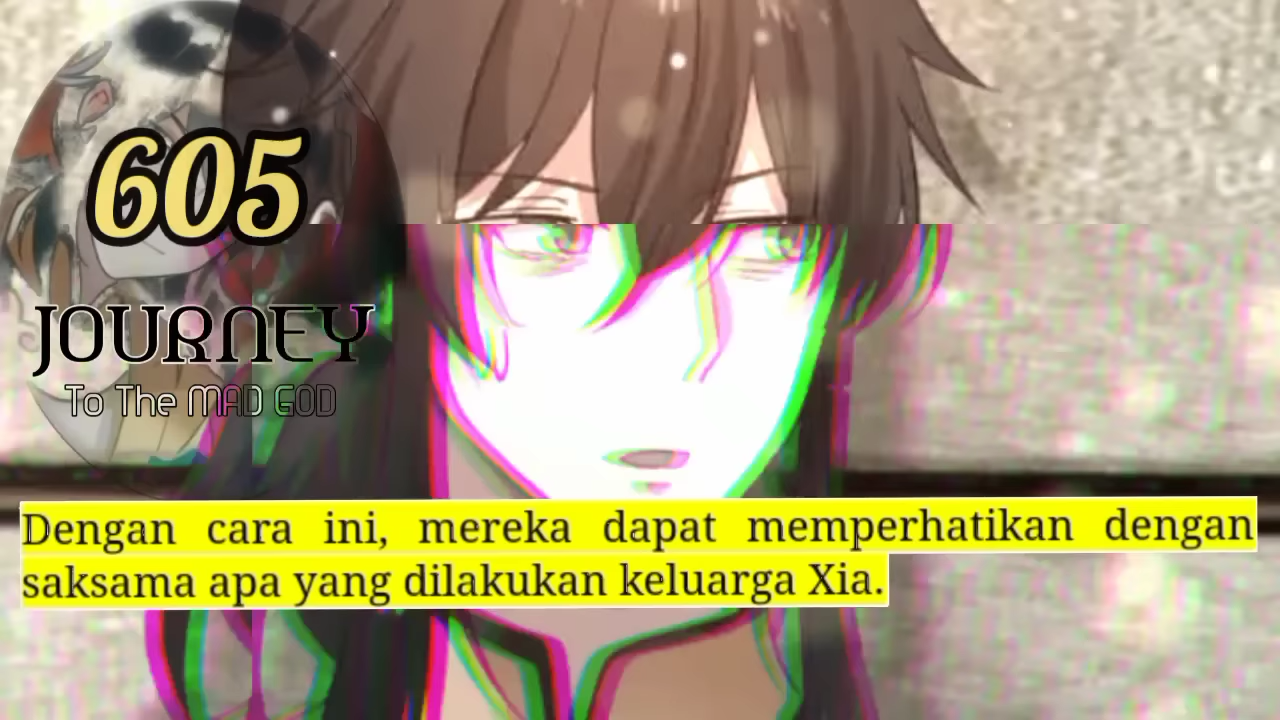 605
JOURNEY
To The MAD GOD
Dengan cara ini, mereka dapat memperhatikan dengan
saksama apa yang dilakukan keluarga Xia.